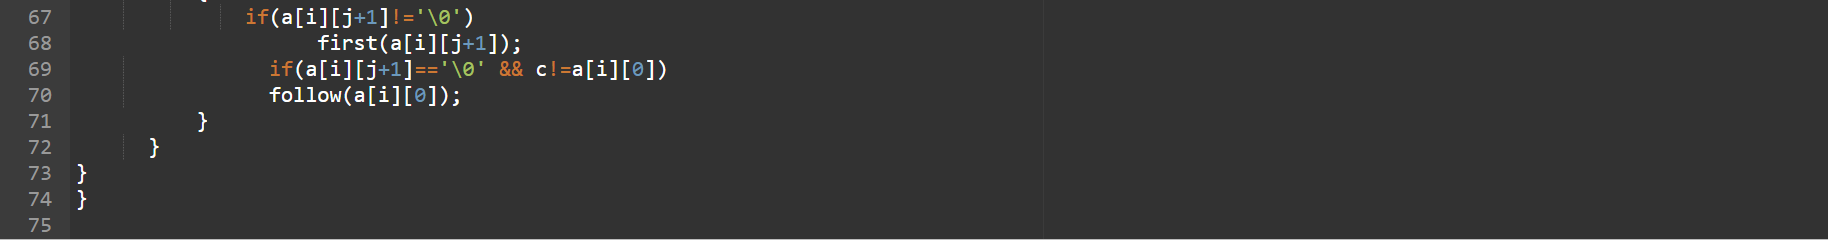 67 if(a[i][j+1]!='\0')
68 first(a[i][j+1]);
69 if(a[i][j+1]=='\0' && c!=a[i][0])
70 follow(a[i][0]);
71 }
72 }
73 }
74 }
75